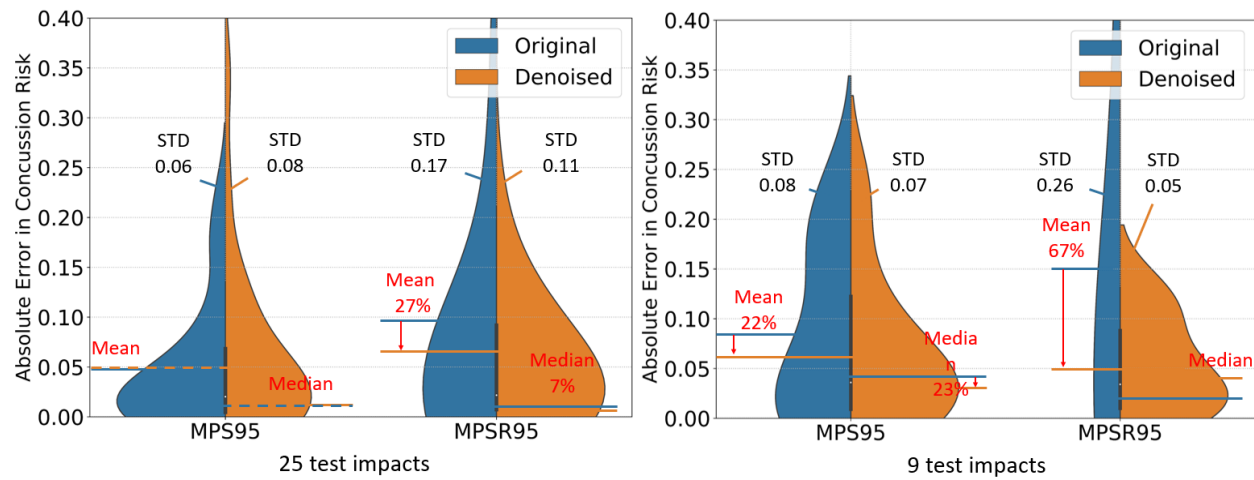 Absolute Error in Concussion Risk
0.40
0.35
0.30
0.25
0.20
0.15
0.10
0.05
0.00
Original
Denoised
STD
0.06
STD
0.08
STD
0.17
STD
0.11
Mean
Median
Mean
27%
Median
7%
MPS95
MPSR95
25 test impacts
Absolute Error in Concussion Risk
0.40
0.35
0.30
0.25
0.20
0.15
0.10
0.05
0.00
Original
Denoised
STD
0.08
STD
0.07
STD
0.26
STD
0.05
Mean
22%
Media
n
23%
Mean
67%
Median
MPS95
MPSR95
9 test impacts